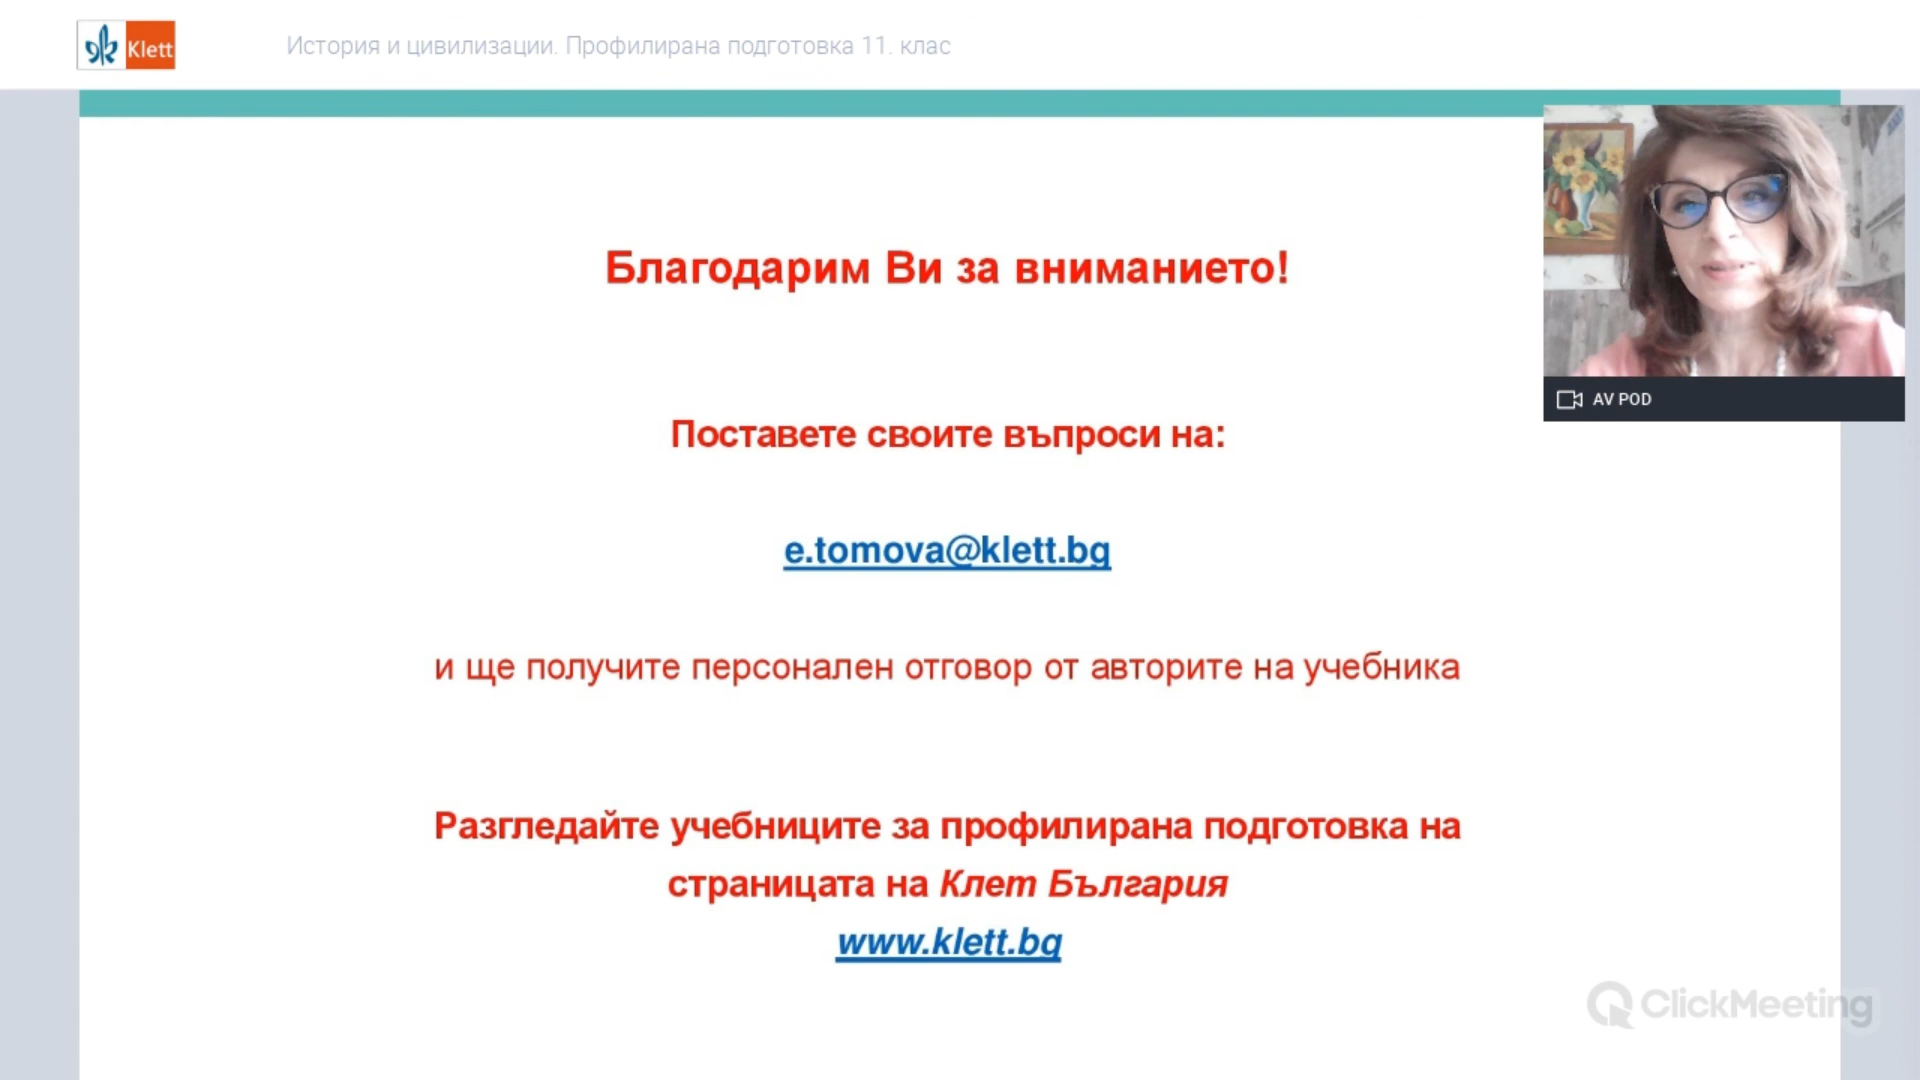 Klett
История и цивилизации. Профилирана подготовка 11. клас
Благодарим Ви за вниманието!
AV POD
Поставете своите въпроси на:
e.tomova@klett.bg
и ще получите персонален отговор от авторите на учебника
Разгледайте учебниците за профилирана подготовка на
страницата на Клет България
www.klett.bg
ClickMeeting